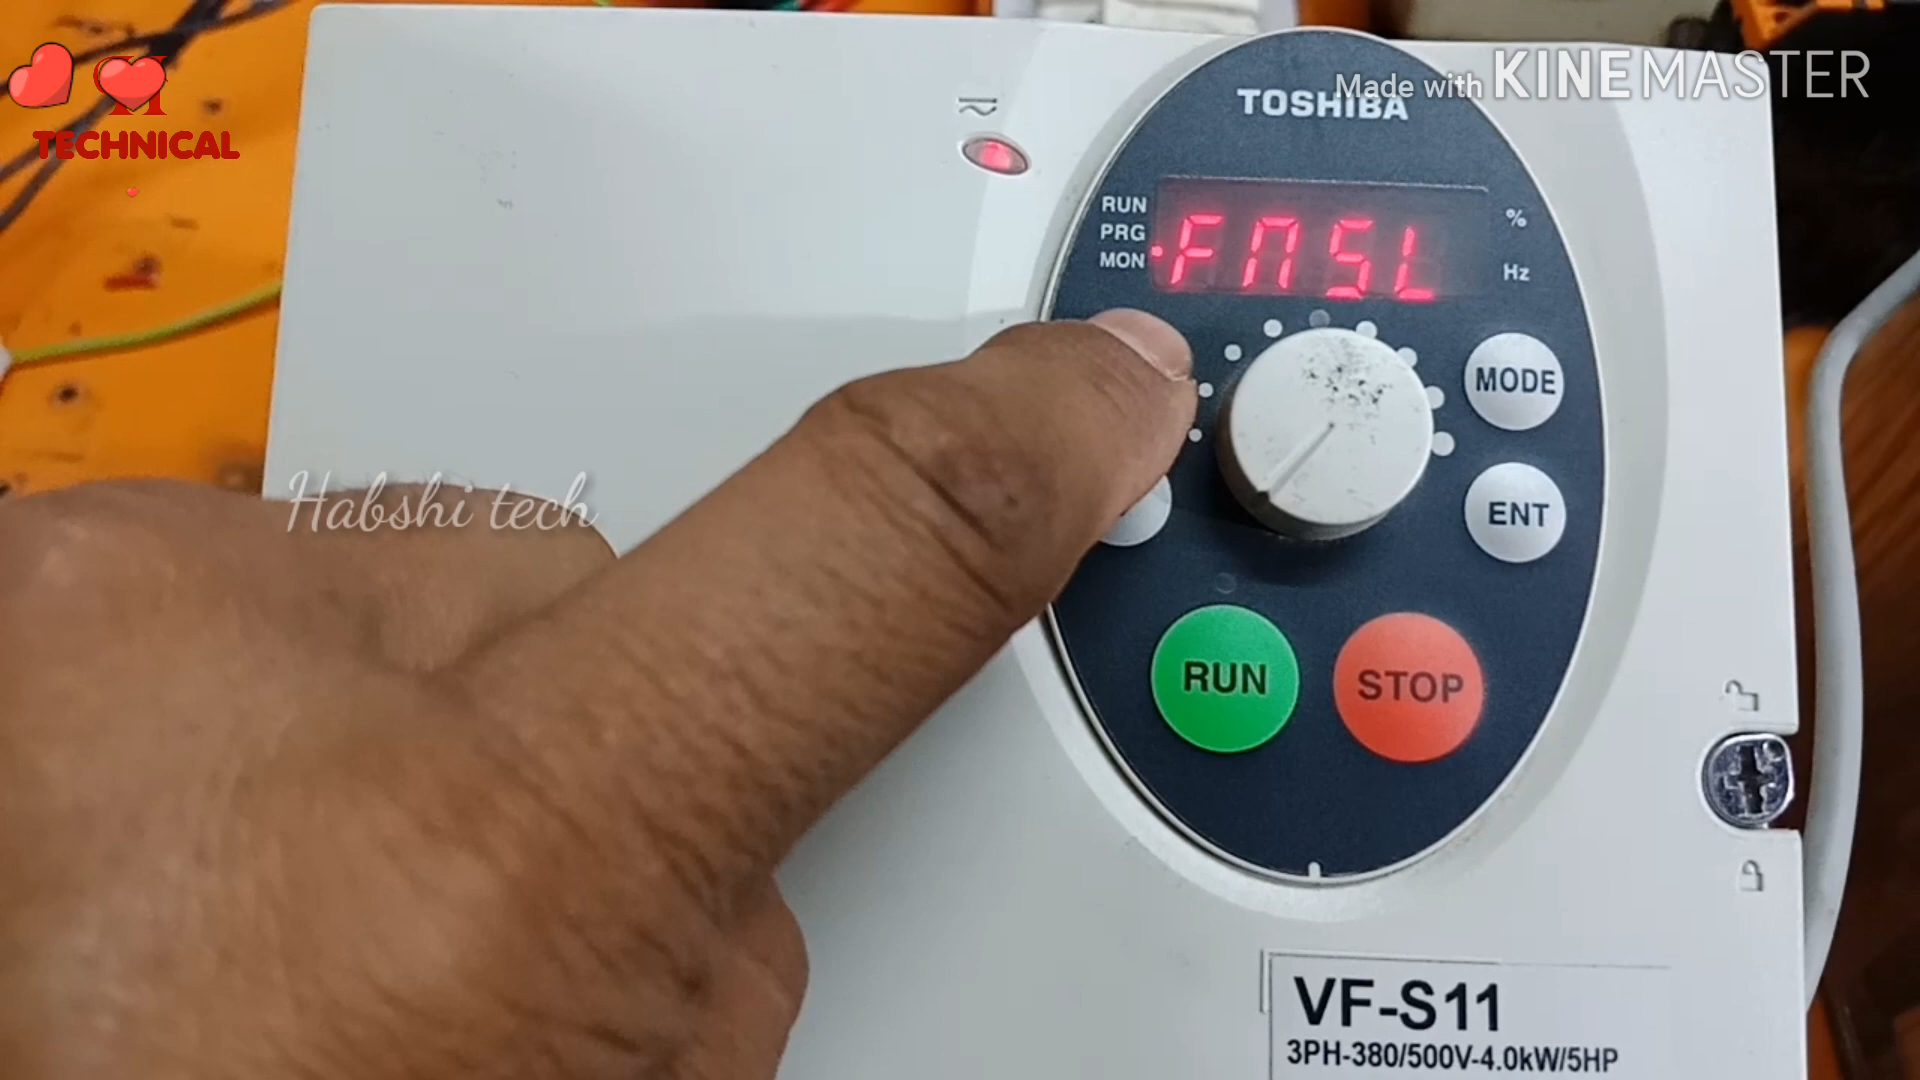 Made with KINEMASTER
H
TECHNICAL
TOSHIBA
RUN
PRG
MON
FMSL
%
Hz
MODE
ENT
Habshi tech
RUN
STOP
VF-S11
3PH-380/500V-4.0kW/5HP